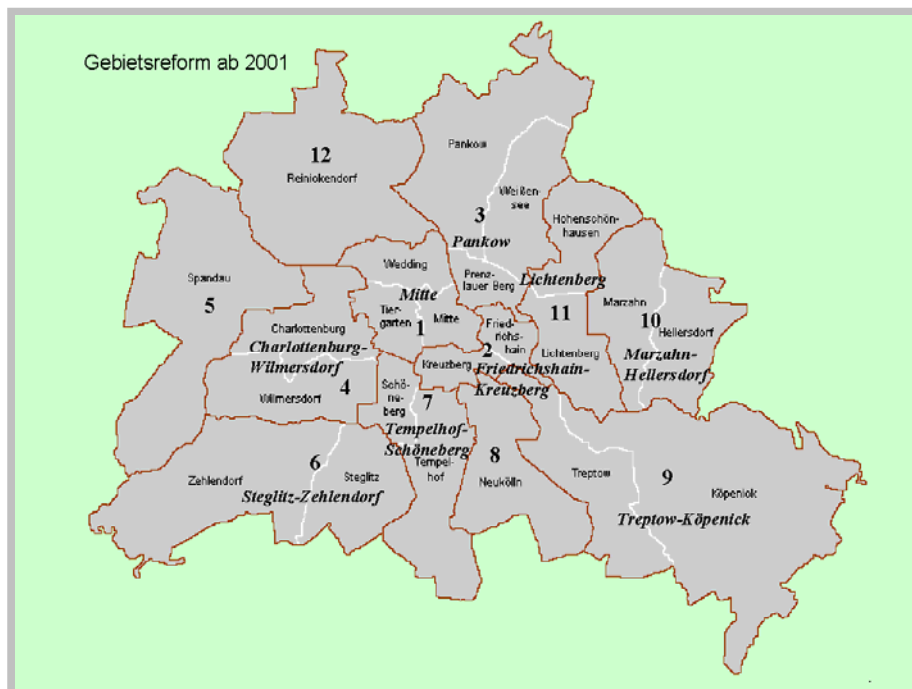 Gebietsreform ab 2001
12
Reinickendorf
Pankow
Weißen-
see
3
Pankow
Hohenschön-
hausen
Spandau
5
Wedding
Mitte
Prenz-
lauer Berg
Lichtenberg
Tier-
garten
1
Mitte
Fried-
richs-
hain
11
Lichtenberg
Marzahn
10
Hellersdorf
Marzahn-
Hellersdorf
Charlottenburg
Charlottenburg-
Wilmersdorf
4
Wilmersdorf
2
Friedrichshain-
Kreuzberg
Kreuzberg
Schö-
ne-
berg
7
Tempelhof-
Schöneberg
Tempel-
hof
6
Zehlendorf
Steglitz
Steglitz-Zehlendorf
8
Neukölln
Treptow
9
Köpenick
Treptow-Köpenick